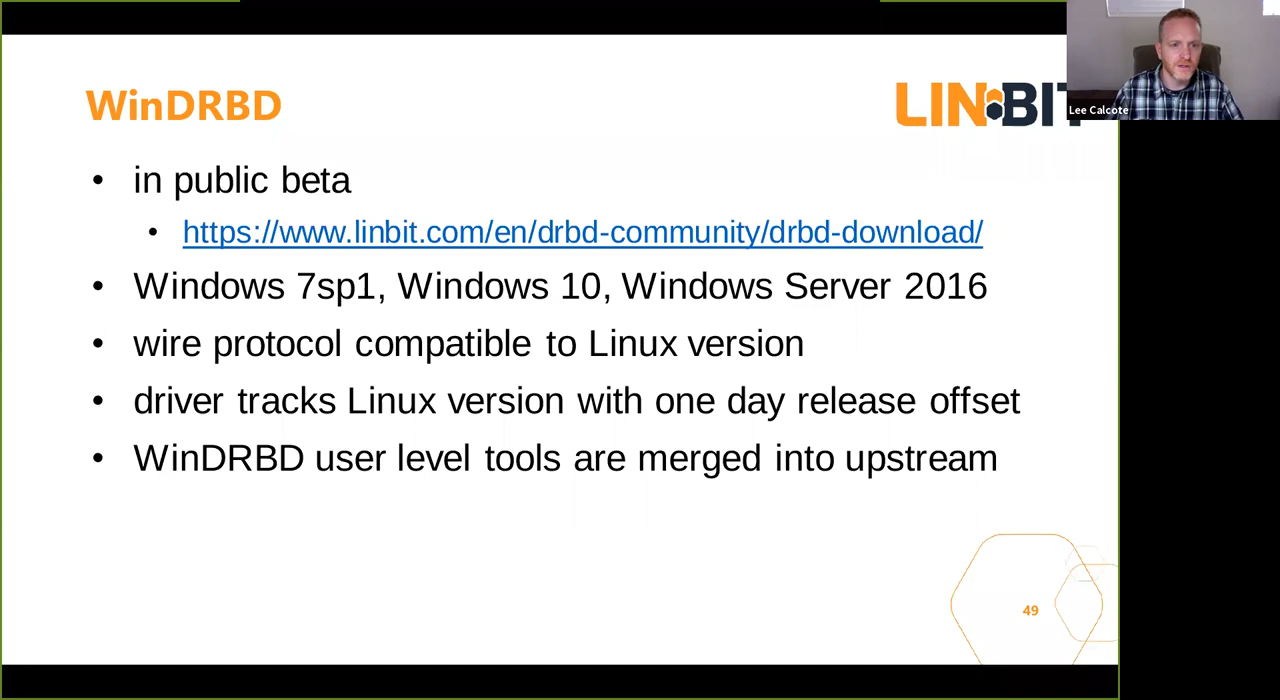 WinDRBD
LINBIT
Lee Calcote
• in public beta
• https://www.linbit.com/en/drbd-community/drbd-download/
• Windows 7sp1, Windows 10, Windows Server 2016
• wire protocol compatible to Linux version
• driver tracks Linux version with one day release offset
• WinDRBD user level tools are merged into upstream
49